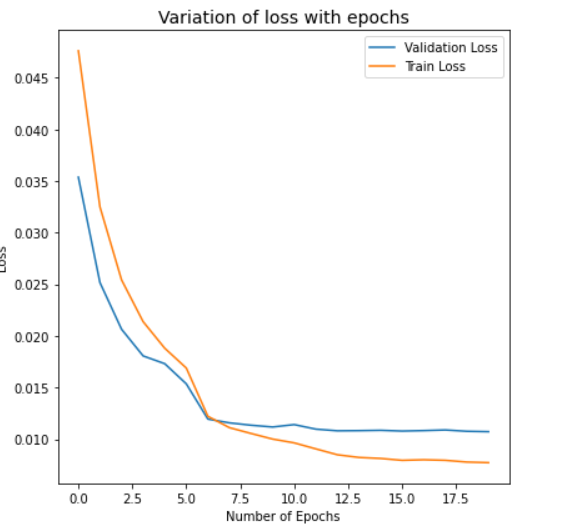 Variation of loss with epochs
Validation Loss
Train Loss
0.045
0.040
0.035
0.030
0.025
0.020
0.015
0.010
Loss
0.0 2.5 5.0 7.5 10.0 12.5 15.0 17.5
Number of Epochs